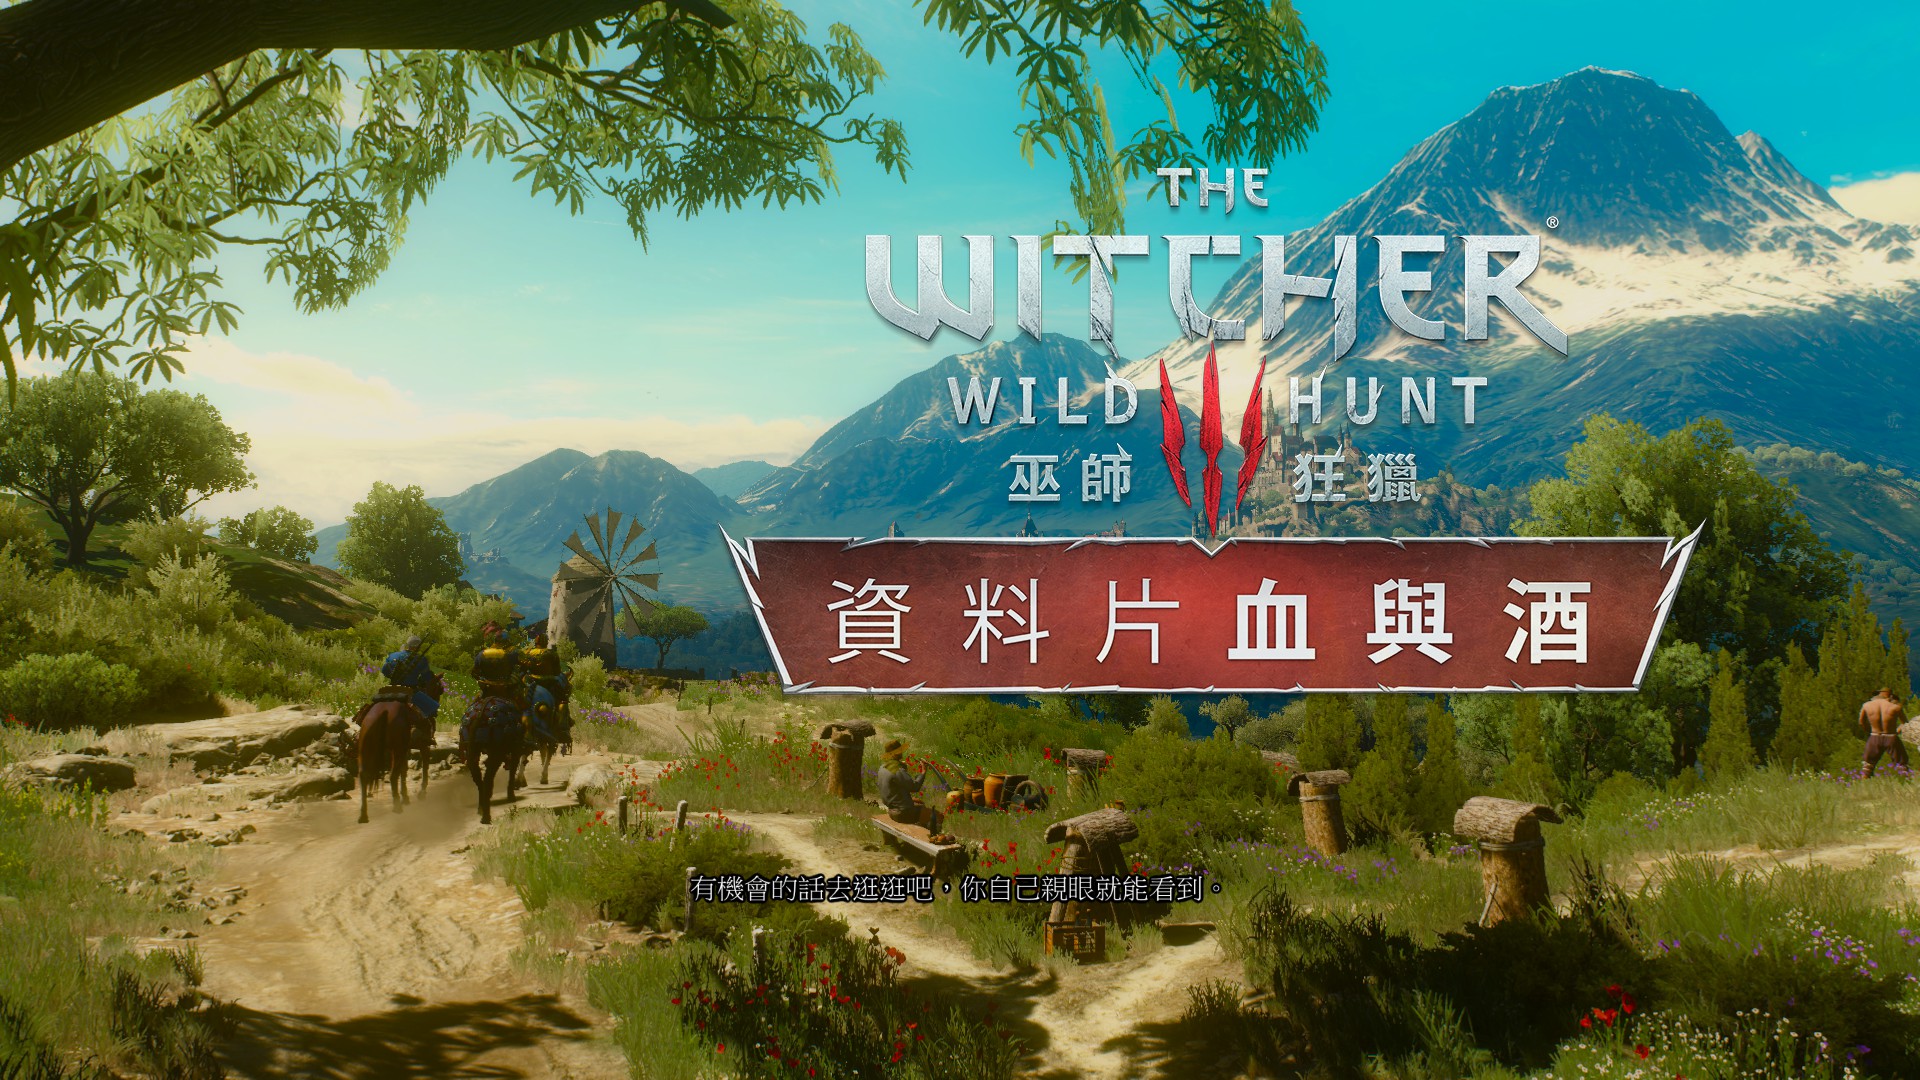 THE
WITCHER®
WILD HUNT
巫師 狂獵
資料片血與酒
有機會的話去逛逛吧，你自己親眼就能看到。